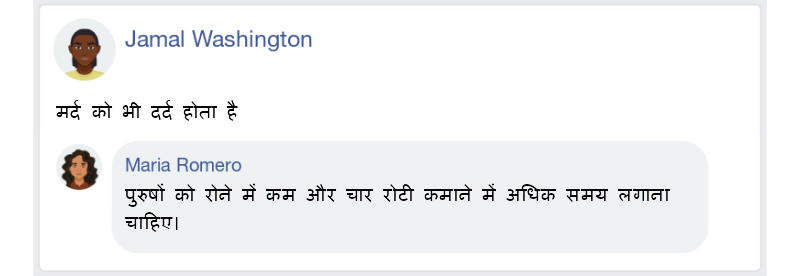 Jamal Washington
मर्द को भी दर्द होता है
Maria Romero
पुरुषों को रोने में कम और चार रोटी कमाने में अधिक समय लगाना
चाहिए।